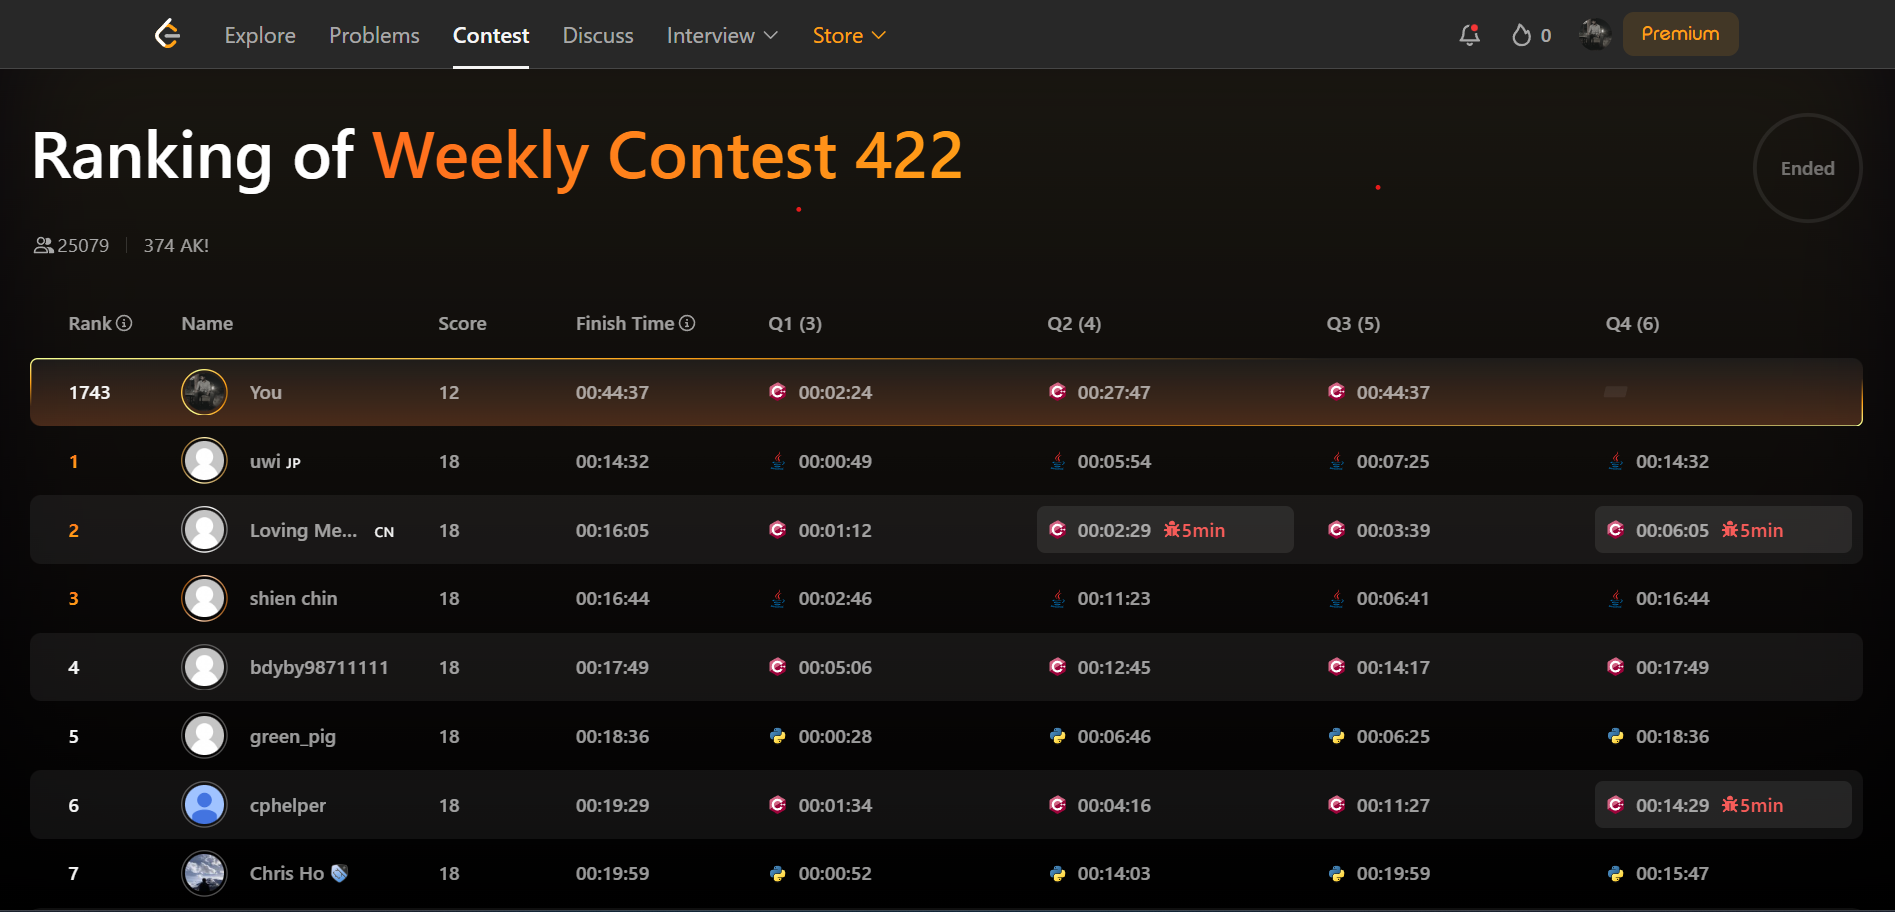 Explore Problems Contest Discuss Interview Store 0 Premium
Ranking of Weekly Contest 422
Ended
25079 374 AK!
Rank Name Score Finish Time Q1 (3) Q2 (4) Q3 (5) Q4 (6)
1743 You 12 00:44:37 00:02:24 00:27:47 00:44:37
1 uwi JP 18 00:14:32 00:00:49 00:05:54 00:07:25 00:14:32
2 Loving Me... CN 18 00:16:05 00:01:12 00:02:29 5min 00:03:39 00:06:05 5min
3 shien chin 18 00:16:44 00:02:46 00:11:23 00:06:41 00:16:44
4 bdyby98711111 18 00:17:49 00:05:06 00:12:45 00:14:17 00:17:49
5 green_pig 18 00:18:36 00:00:28 00:06:46 00:06:25 00:18:36
6 cphelper 18 00:19:29 00:01:34 00:04:16 00:11:27 00:14:29 5min
7 Chris Ho 18 00:19:59 00:00:52 00:14:03 00:19:59 00:15:47